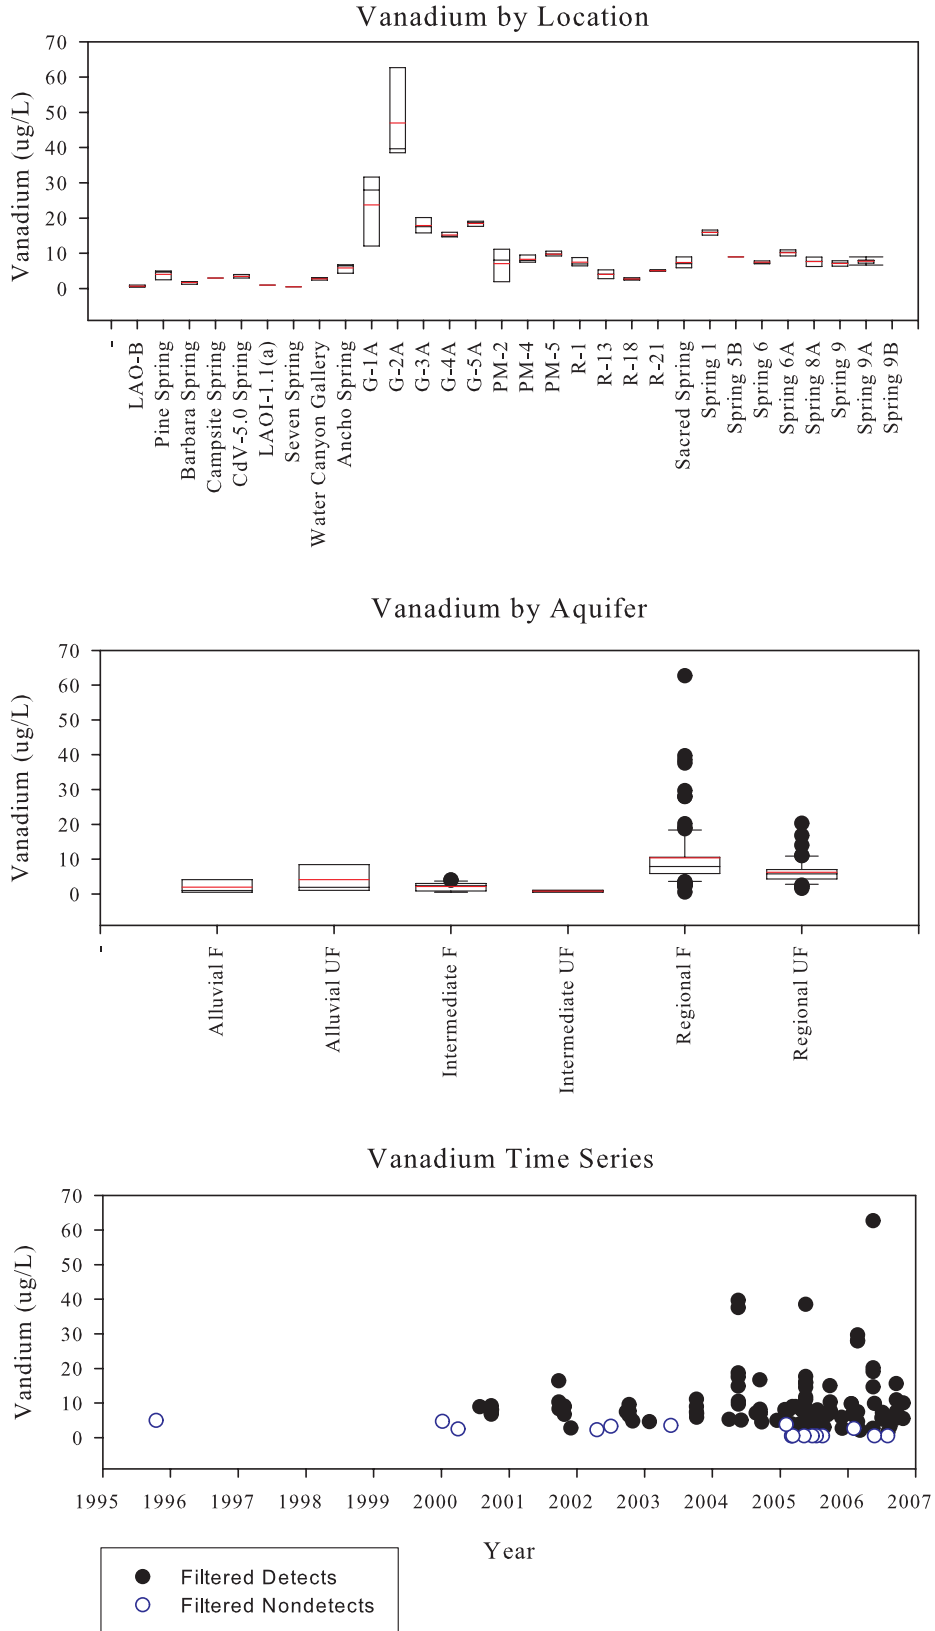 Vanadium by Location
Vanadium (ug/L)
70
60
50
40
30
20
10
0
-
LAO-B
Pine Spring
Barbara Spring
Campsite Spring
CdV-5.0 Spring
LAOI-1.1(a)
Seven Spring
Water Canyon Gallery
Ancho Spring
G-1A
G-2A
G-3A
G-4A
G-5A
PM-2
PM-4
PM-5
R-1
R-13
R-18
R-21
Sacred Spring
Spring 1
Spring 5B
Spring 6
Spring 6A
Spring 8A
Spring 9
Spring 9A
Spring 9B
Vanadium by Aquifer
Vanadium (ug/L)
70
60
50
40
30
20
10
0
-
Alluvial F
Alluvial UF
Intermediate F
Intermediate UF
Regional F
Regional UF
Vanadium Time Series
Vandium (ug/L)
70
60
50
40
30
20
10
0
1995 1996 1997 1998 1999 2000 2001 2002 2003 2004 2005 2006 2007
Year
Filtered Detects
Filtered Nondetects